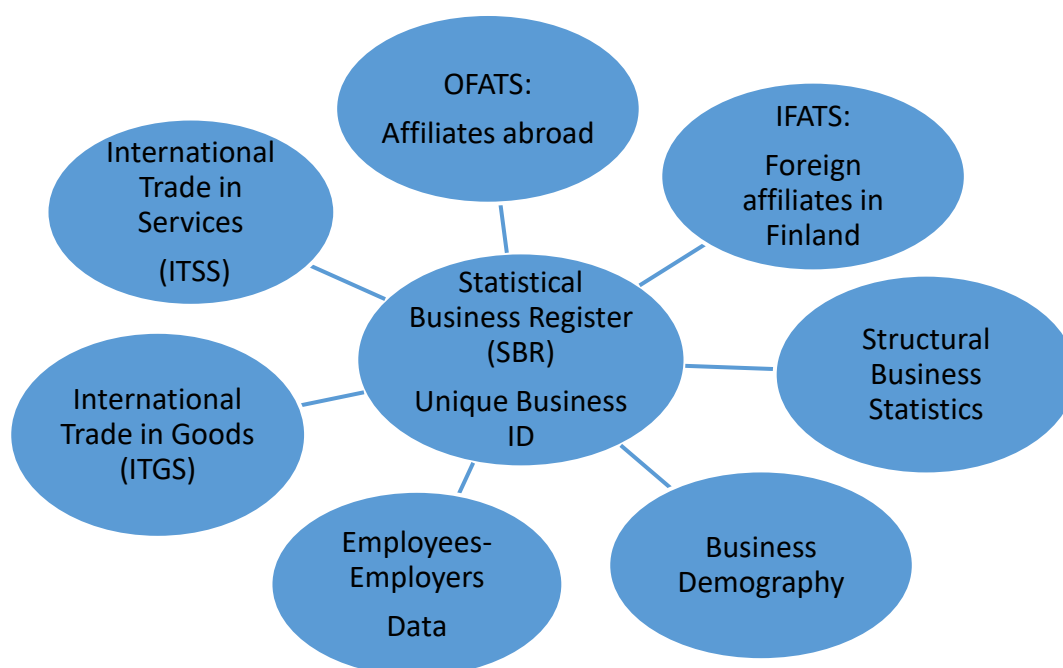 OFATS:
Affiliates abroad
IFATS:
Foreign
affiliates in
Finland
International
Trade in
Services
(ITSS)
Statistical
Business Register
(SBR)
Unique Business
ID
Structural
Business
Statistics
International
Trade in Goods
(ITGS)
Employees-
Employers
Data
Business
Demography